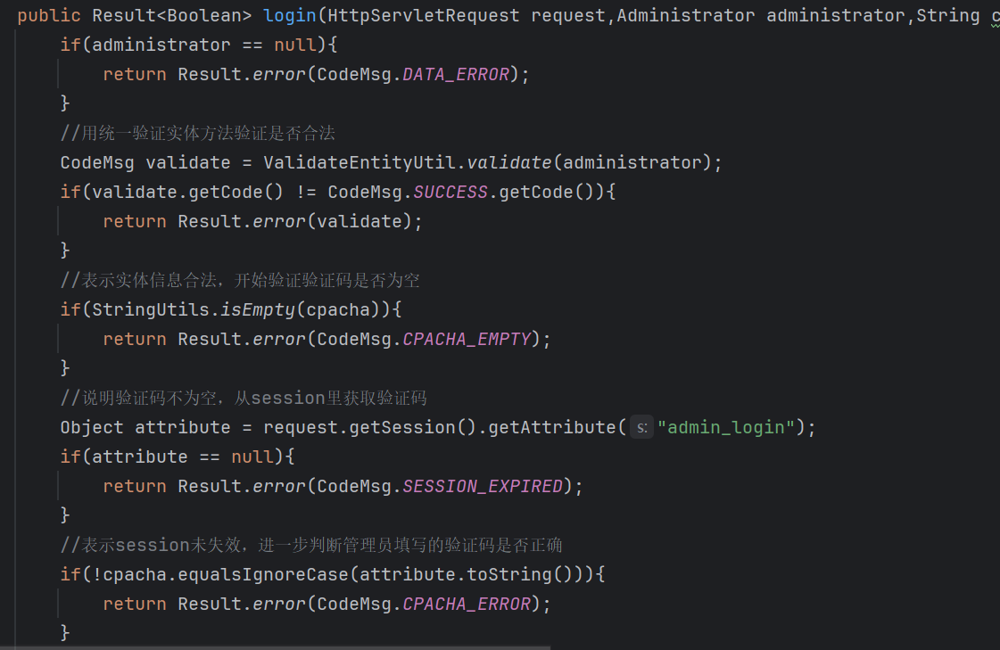 public Result<Boolean> login(HttpServletRequest request,Administrator administrator,String
if(administrator == null){
return Result.error(CodeMsg.DATA_ERROR);
}
//用统一验证实体方法验证是否合法
CodeMsg validate = ValidateEntityUtil.validate(administrator);
if(validate.getCode() != CodeMsg.SUCCESS.getCode()){
return Result.error(validate);
}
//表示实体信息合法，开始验证验证码是否为空
if(StringUtils.isEmpty(cpacha)){
return Result.error(CodeMsg.CPACHA_EMPTY);
}
//说明验证码不为空，从session里获取验证码
Object attribute = request.getSession().getAttribute( s: "admin_login");
if(attribute == null){
return Result.error(CodeMsg.SESSION_EXPIRED);
}
//表示session未失效，进一步判断管理员填写的验证码是否正确
if(!cpacha.equalsIgnoreCase(attribute.toString())){
return Result.error(CodeMsg.CPACHA_ERROR);
}